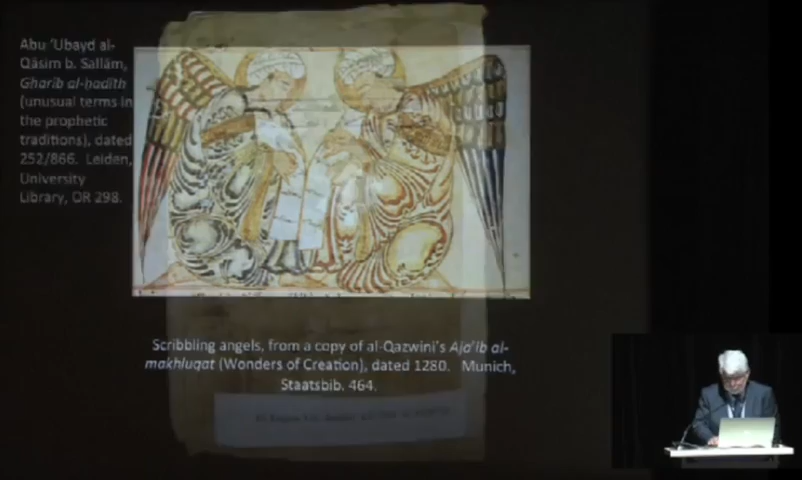 Abu 'Ubayd al-
Qāsim b. Sallām,
Gharīb al-ḥadīth
(unusual terms in
the prophetic
traditions), dated
252/866. Leiden,
University
Library, OR 298.
Scribbling angels, from a copy of al-Qazwini's Aja'ib al-
makhluqat (Wonders of Creation), dated 1280. Munich,
Staatsbib. 464.